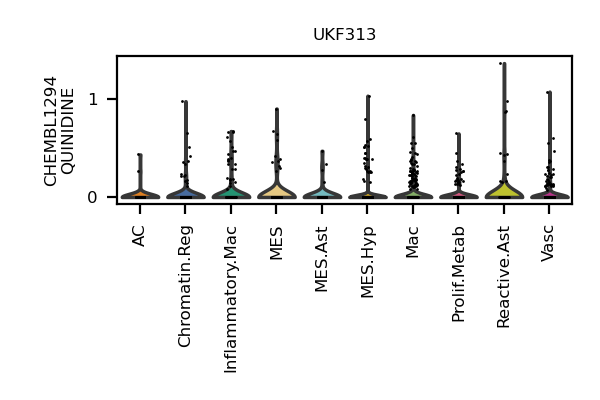 UKF313
CHEMBL1294
QUINIDINE
1
0
AC
Chromatin.Reg
Inflammatory.Mac
MES
MES.Ast
MES.Hyp
Mac
Prolif.Metab
Reactive.Ast
Vasc